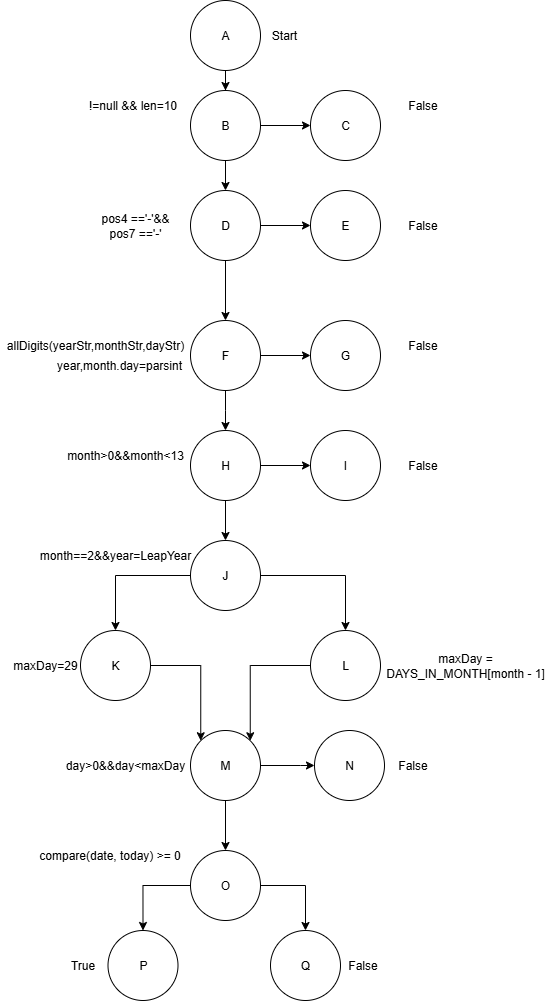 A
Start
!=null && len=10
B
C
False
pos4 =='-'&&
pos7 =='-'
D
E
False
allDigits(yearStr,monthStr,dayStr)
year,month.day=parsint
F
G
False
month>0&&month<13
H
I
False
month==2&&year=LeapYear
J
maxDay=29
K
L
maxDay =
DAYS_IN_MONTH[month - 1]
day>0&&day<maxDay
M
N
False
compare(date, today) >= 0
O
True
P
Q
False